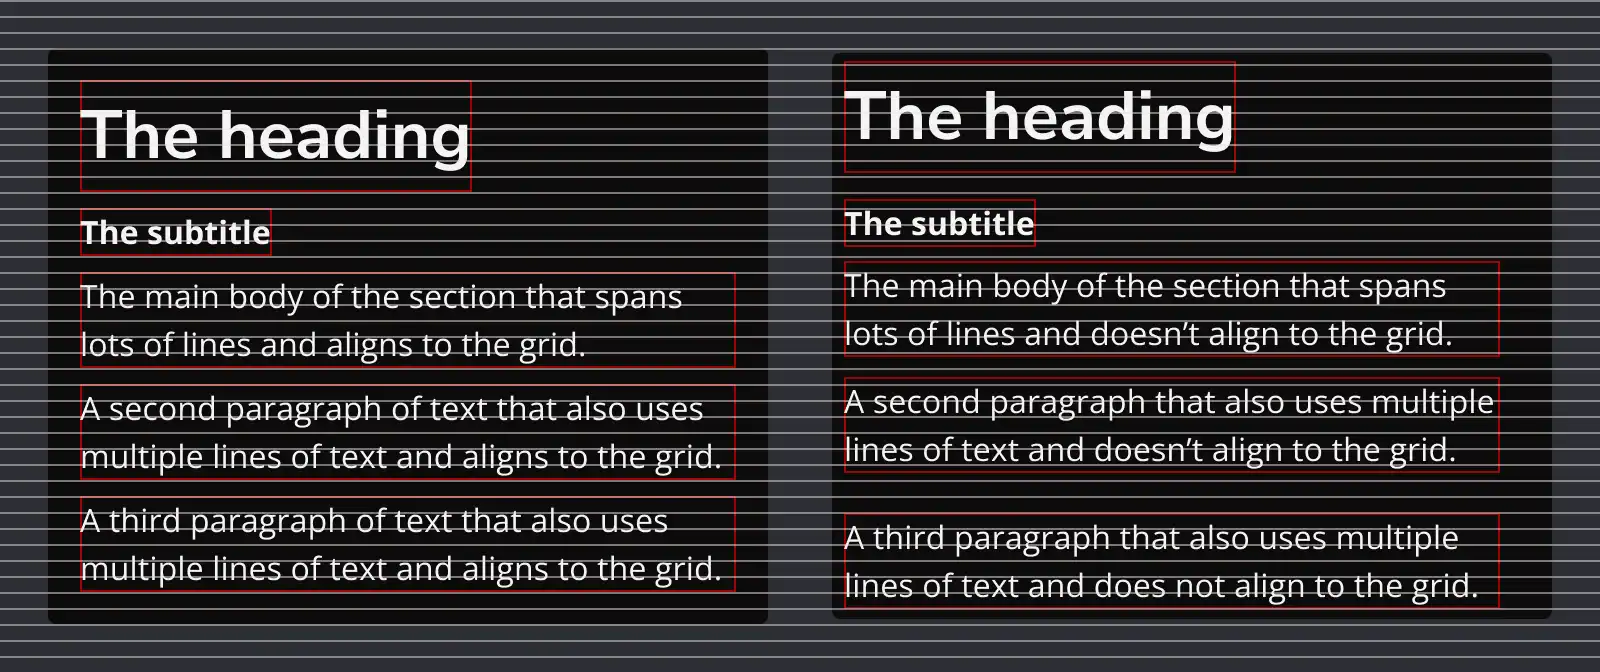 The heading
The subtitle
The main body of the section that spans
lots of lines and aligns to the grid.
A second paragraph of text that also uses
multiple lines of text and aligns to the grid.
A third paragraph of text that also uses
multiple lines of text and aligns to the grid.
The heading
The subtitle
The main body of the section that spans
lots of lines and doesn’t align to the grid.
A second paragraph that also uses multiple
lines of text and doesn’t align to the grid.
A third paragraph that also uses multiple
lines of text and does not align to the grid.